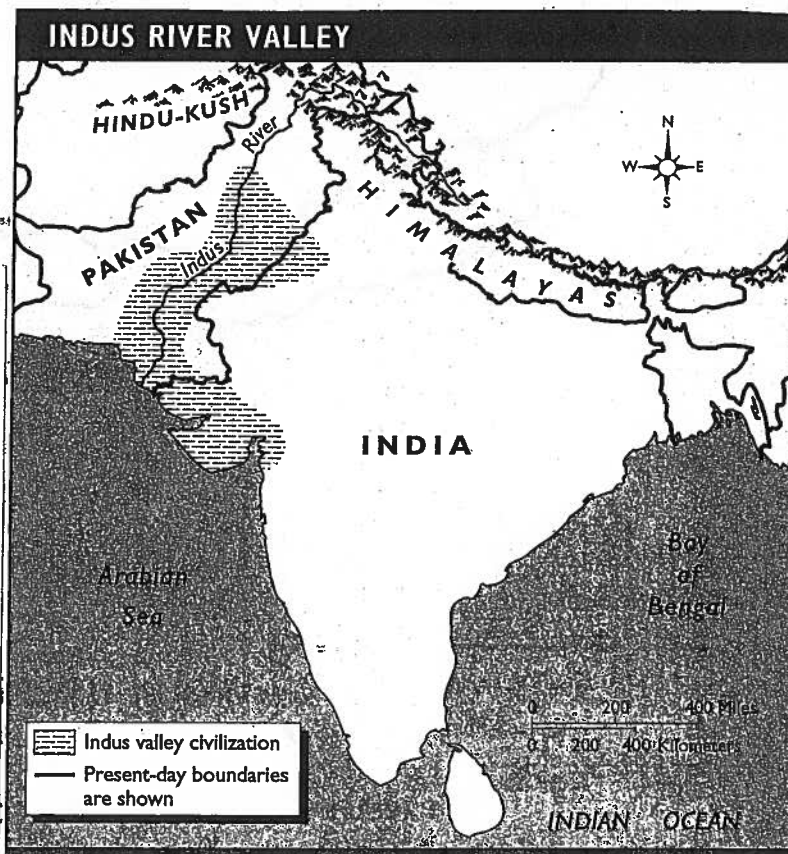 INDUS RIVER VALLEY
HINDU-KUSH
River
N
W E
S
HIMALAYAS
PAKISTAN
Indus
INDIA
Arabian
Sea
Bay
of
Bengal
0 200 400 Miles
0 200 400 Kilometers
Indus valley civilization
Present-day boundaries
are shown
INDIAN OCEAN